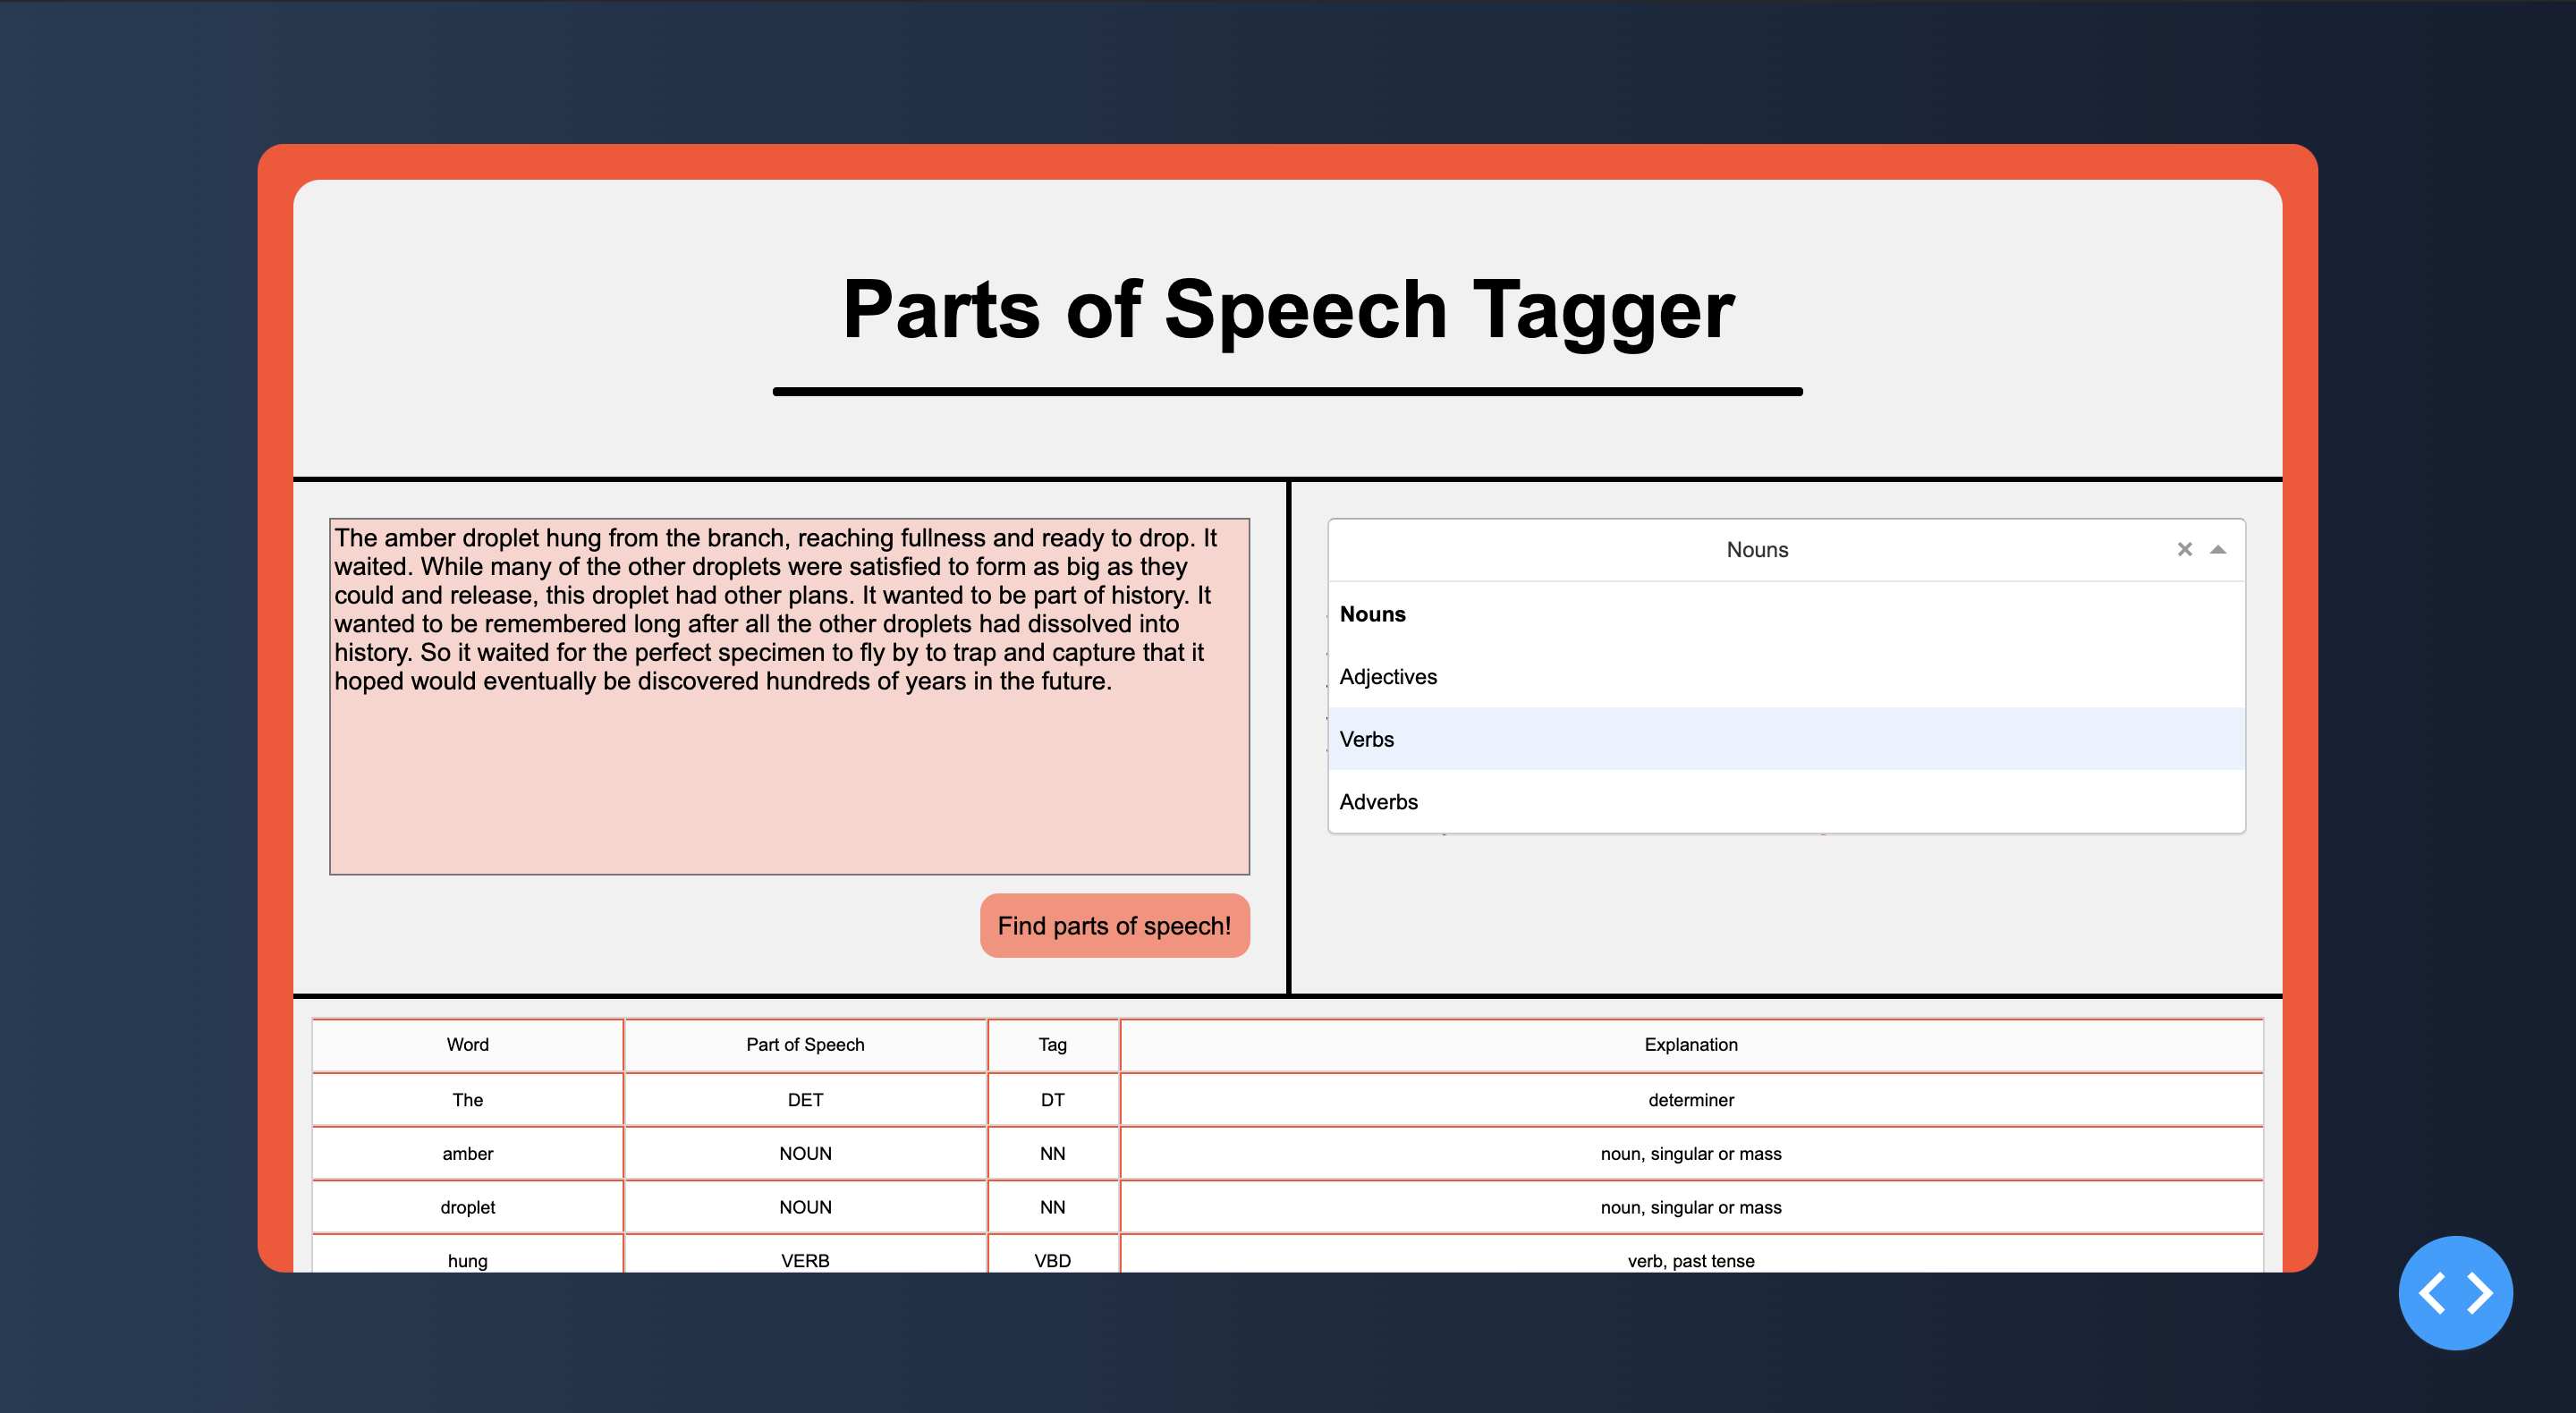 Parts of Speech Tagger
The amber droplet hung from the branch, reaching fullness and ready to drop. It
waited. While many of the other droplets were satisfied to form as big as they
could and release, this droplet had other plans. It wanted to be part of history. It
wanted to be remembered long after all the other droplets had dissolved into
history. So it waited for the perfect specimen to fly by to trap and capture that it
hoped would eventually be discovered hundreds of years in the future.
Find parts of speech!
Nouns
Nouns
Adjectives
Verbs
Adverbs
Word Part of Speech Tag Explanation
The DET DT determiner
amber NOUN NN noun, singular or mass
droplet NOUN NN noun, singular or mass
hung VERB VBD verb, past tense